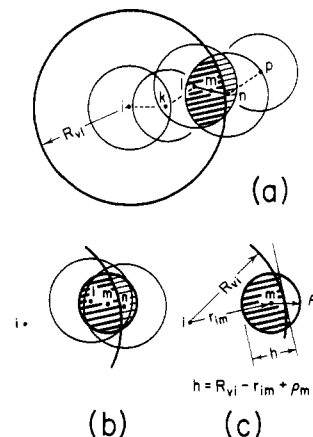 i k l m n p
R_vi
(a)
i l m n
(b)
i R_vi r_im m h
h = R_vi − r_im + ρ_m
(c)